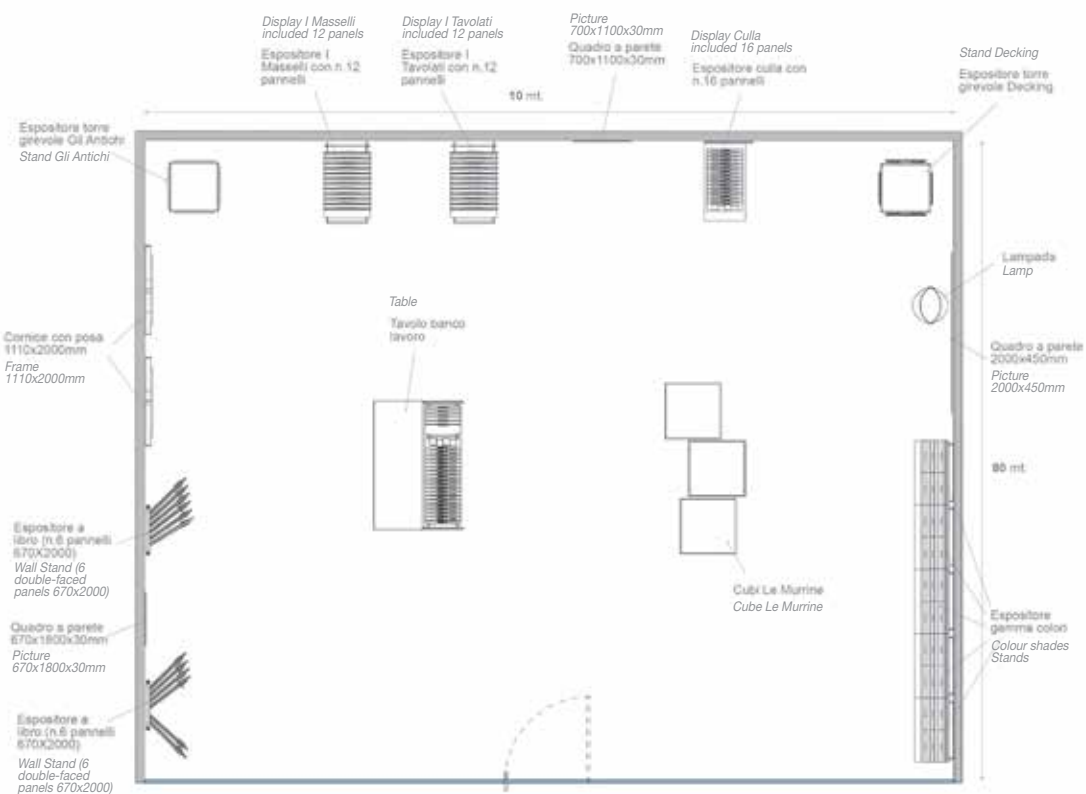 Display I Masselli
included 12 panels
Espositore I
Masselli con n.12
pannelli
Display I Tavolati
included 12 panels
Espositore I
Tavolati con n.12
pannelli
Picture
700x1100x30mm
Quadro a parete
700x1100x30mm
Display Culla
included 16 panels
Espositore culla con
n.16 pannelli
Stand Decking
Espositore torre
girevole Decking
10 mt.
Espositore torre
girevole Gli Antichi
Stand Gli Antichi
Lampada
Lamp
Table
Tavolo banco
lavoro
Cornice con posa
1110x2000mm
Frame
1110x2000mm
Quadro a parete
2000x450mm
Picture
2000x450mm
80 mt.
Espositore a
libro (n.6 pannelli
670X2000)
Wall Stand (6
double-faced
panels 670x2000)
Cubi Le Murrine
Cube Le Murrine
Quadro a parete
670x1800x30mm
Picture
670x1800x30mm
Espositore
gamma colori
Colour shades
Stands
Espositore a
libro (n.6 pannelli
670X2000)
Wall Stand (6
double-faced
panels 670x2000)